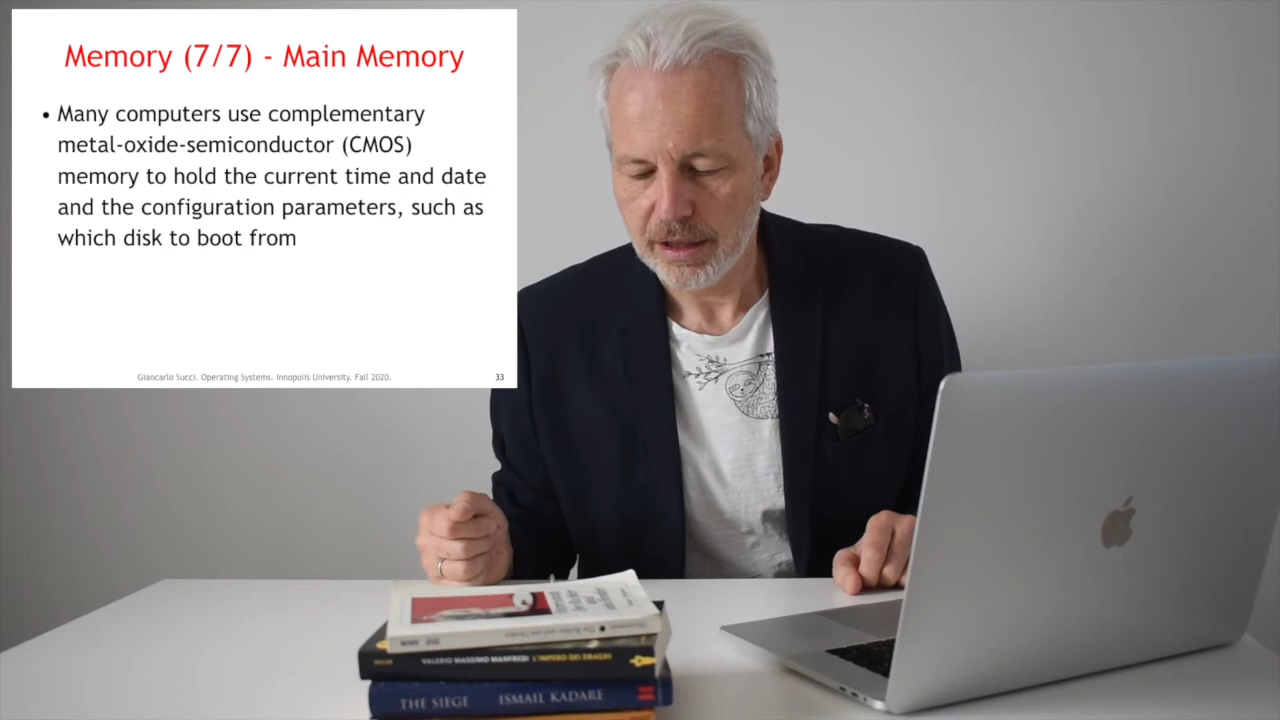 Memory (7/7) - Main Memory
• Many computers use complementary
metal-oxide-semiconductor (CMOS)
memory to hold the current time and date
and the configuration parameters, such as
which disk to boot from
Giancarlo Succi. Operating Systems. Innopolis University. Fall 2020.
33
VALERIO MASSIMO MANFREDI L'IMPERO DEI DRAGHI
THE SIEGE ISMAIL KADARE